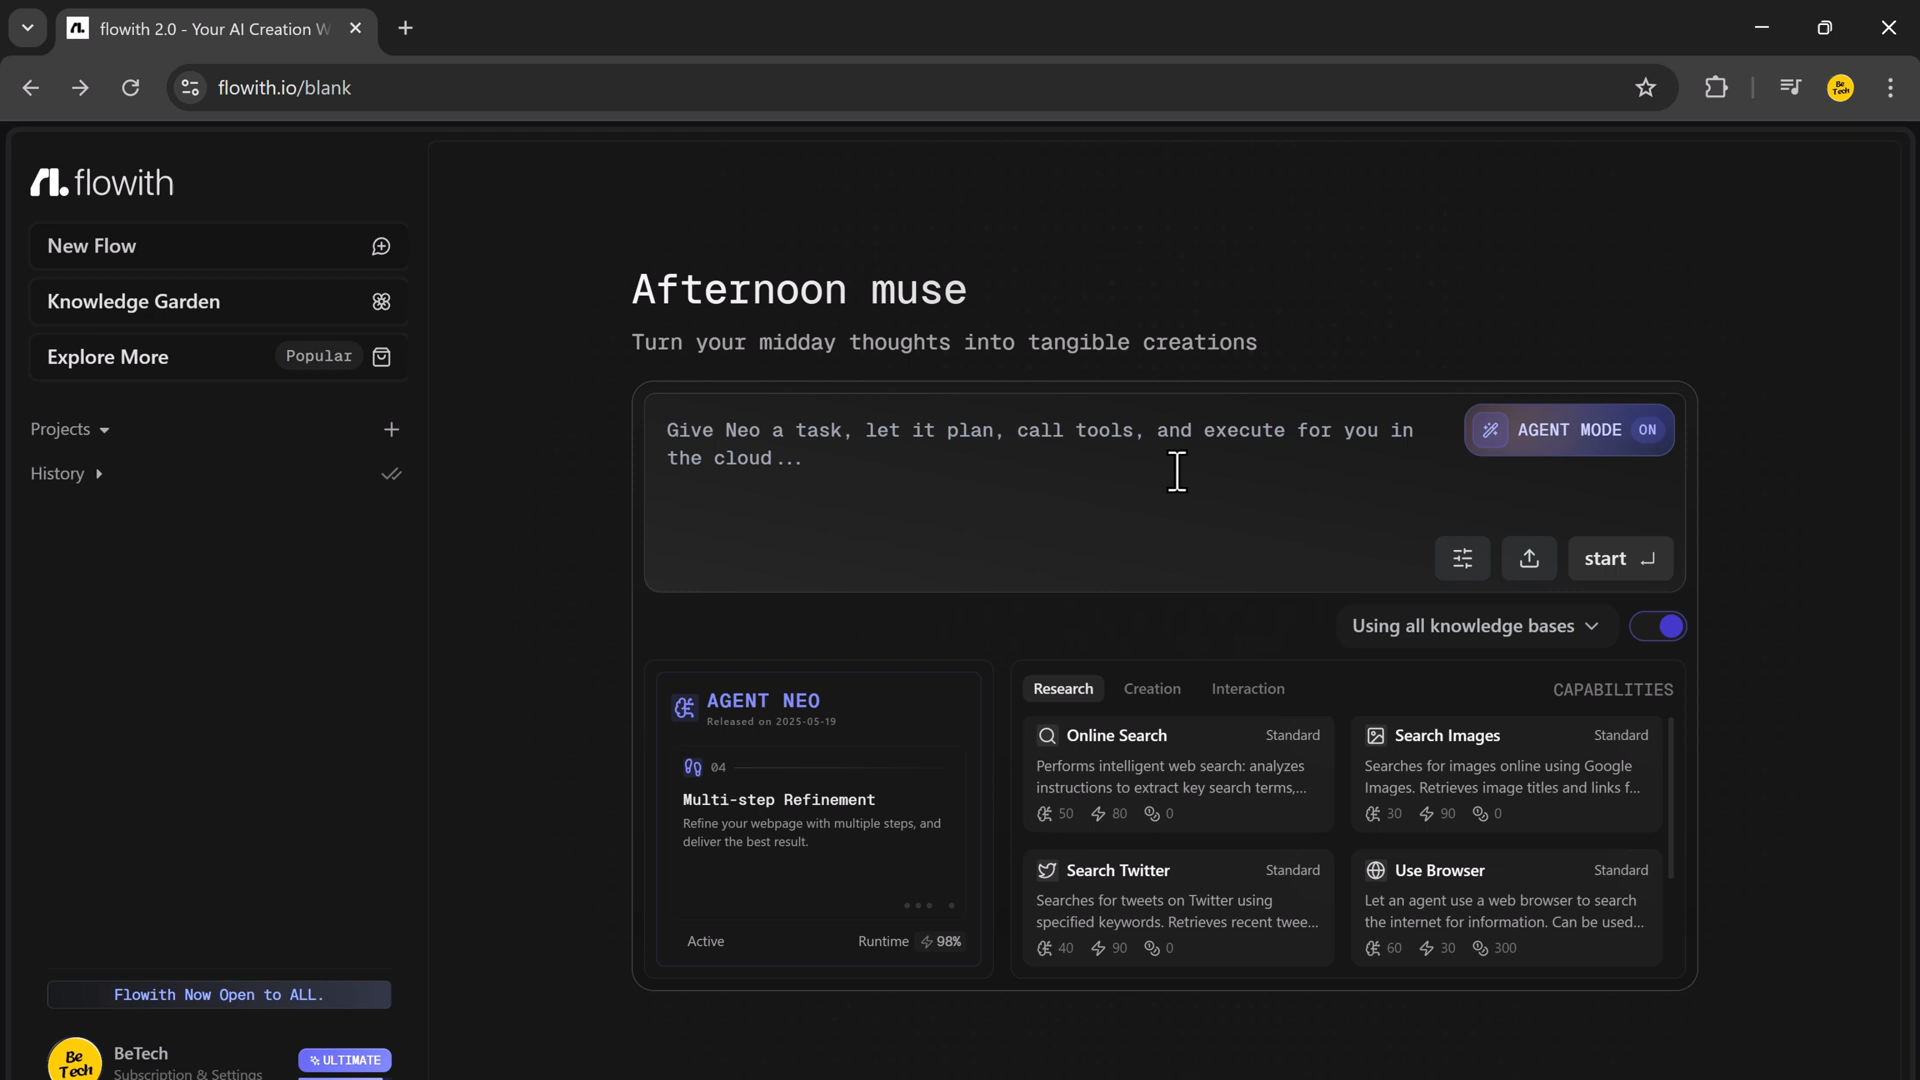 flowith 2.0 - Your AI Creation W
flowith.io/blank
Be
Tech
flowith
New Flow
Knowledge Garden
Explore More
Popular
Projects
History
Afternoon muse
Turn your midday thoughts into tangible creations
Give Neo a task, let it plan, call tools, and execute for you in
the cloud...
AGENT MODE ON
start
Using all knowledge bases
AGENT NEO
Released on 2025-05-19
04
Multi-step Refinement
Refine your webpage with multiple steps, and
deliver the best result.
Active
Runtime 98%
Research Creation Interaction
CAPABILITIES
Online Search Standard
Performs intelligent web search: analyzes
instructions to extract key search terms,...
50 80 0
Search Images Standard
Searches for images online using Google
Images. Retrieves image titles and links f...
30 90 0
Search Twitter Standard
Searches for tweets on Twitter using
specified keywords. Retrieves recent twee...
40 90 0
Use Browser Standard
Let an agent use a web browser to search
the internet for information. Can be used...
60 30 300
Flowith Now Open to ALL.
Be
Tech
BeTech
Subscription & Settings
ULTIMATE